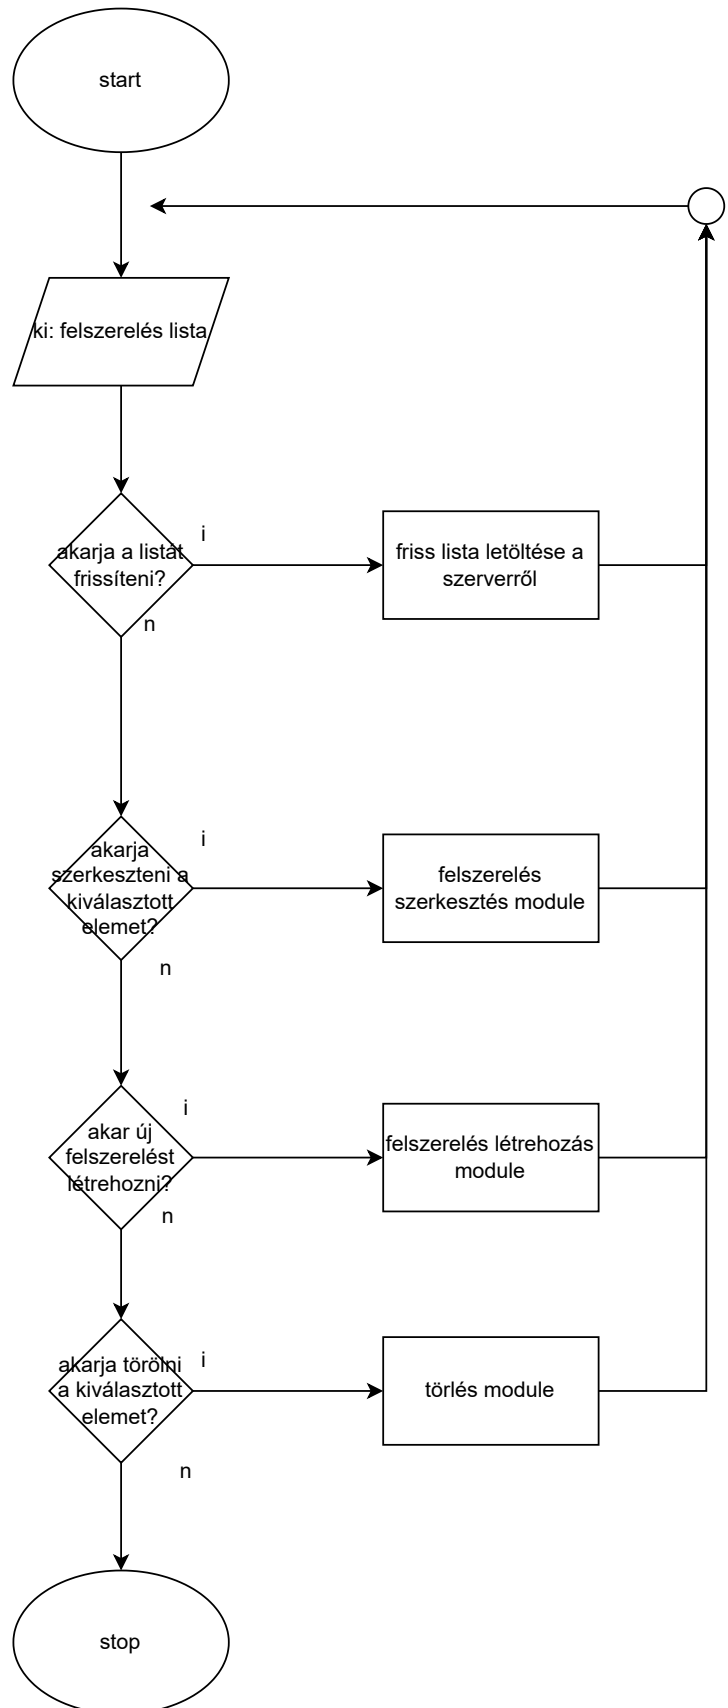 start
ki: felszerelés lista
akarja a listát
frissíteni?
i
n
friss lista letöltése a
szerverről
akarja
szerkeszteni a
kiválasztott
elemet?
i
n
felszerelés
szerkesztés module
akar új
felszerelést
létrehozni?
i
n
felszerelés létrehozás
module
akarja törölni
a kiválasztott
elemet?
i
n
törlés module
stop